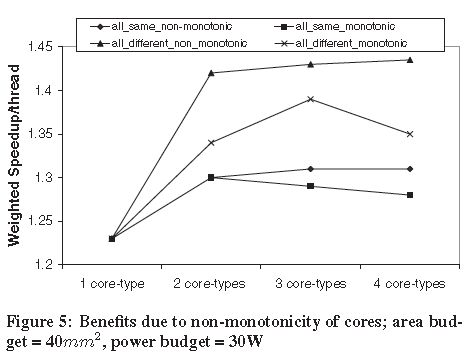 all_same_non-monotonic
all_same_monotonic
all_different_non_monotonic
all_different_monotonic
Weighted Speedup/thread
1.45
1.4
1.35
1.3
1.25
1.2
1 core-type
2 core-types
3 core-types
4 core-types
Figure 5: Benefits due to non-monotonicity of cores; area bud-
get = 40mm², power budget = 30W